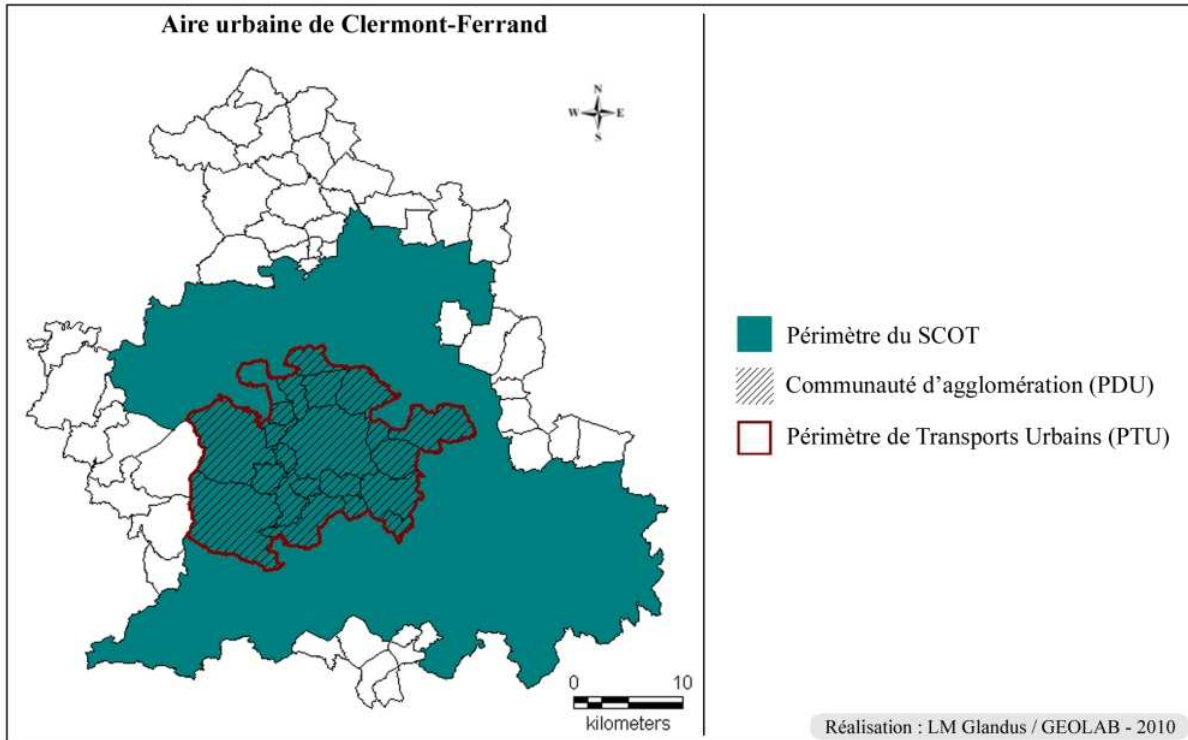 Aire urbaine de Clermont-Ferrand
N
W E
S
Périmètre du SCOT
Communauté d'agglomération (PDU)
Périmètre de Transports Urbains (PTU)
0 10
kilometers
Réalisation : LM Glandus / GEOLAB - 2010